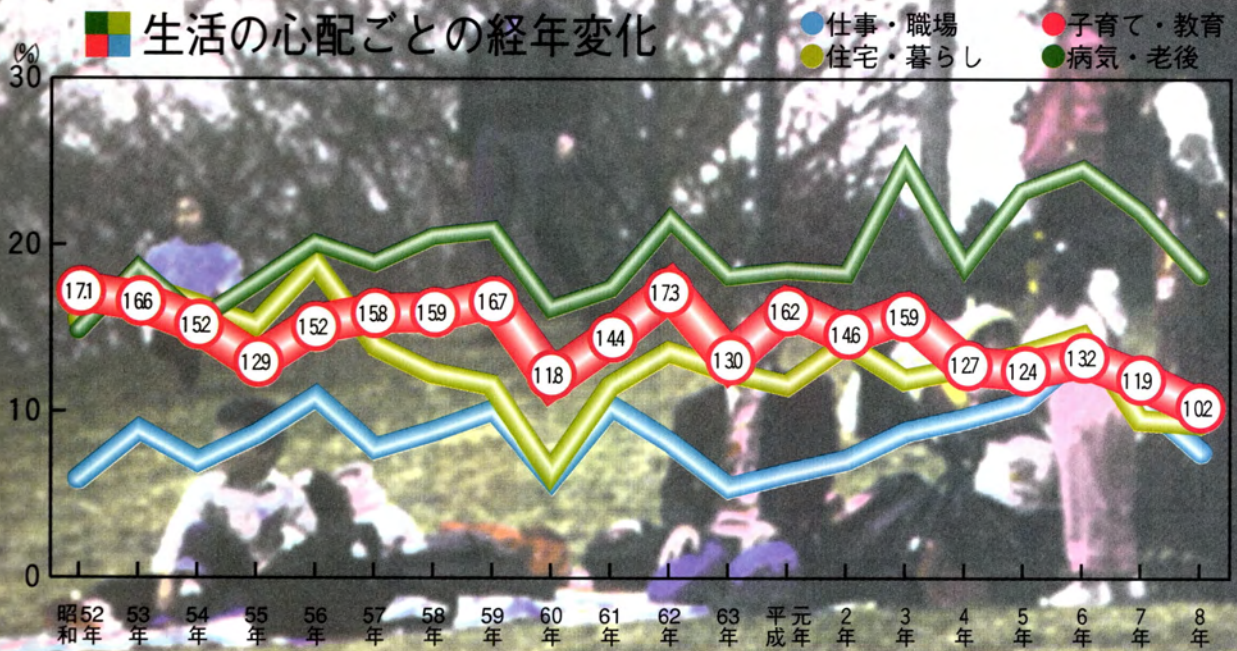 生活の心配ごとの経年変化
仕事・職場
子育て・教育
住宅・暮らし
病気・老後
(%)
30
20
10
0
17.1
16.6
15.2
12.9
15.2
15.8
15.9
16.7
11.8
14.4
17.3
13.0
16.2
14.6
15.9
12.7
12.4
13.2
11.9
10.2
昭和52年
53年
54年
55年
56年
57年
58年
59年
60年
61年
62年
63年
平成元年
2年
3年
4年
5年
6年
7年
8年